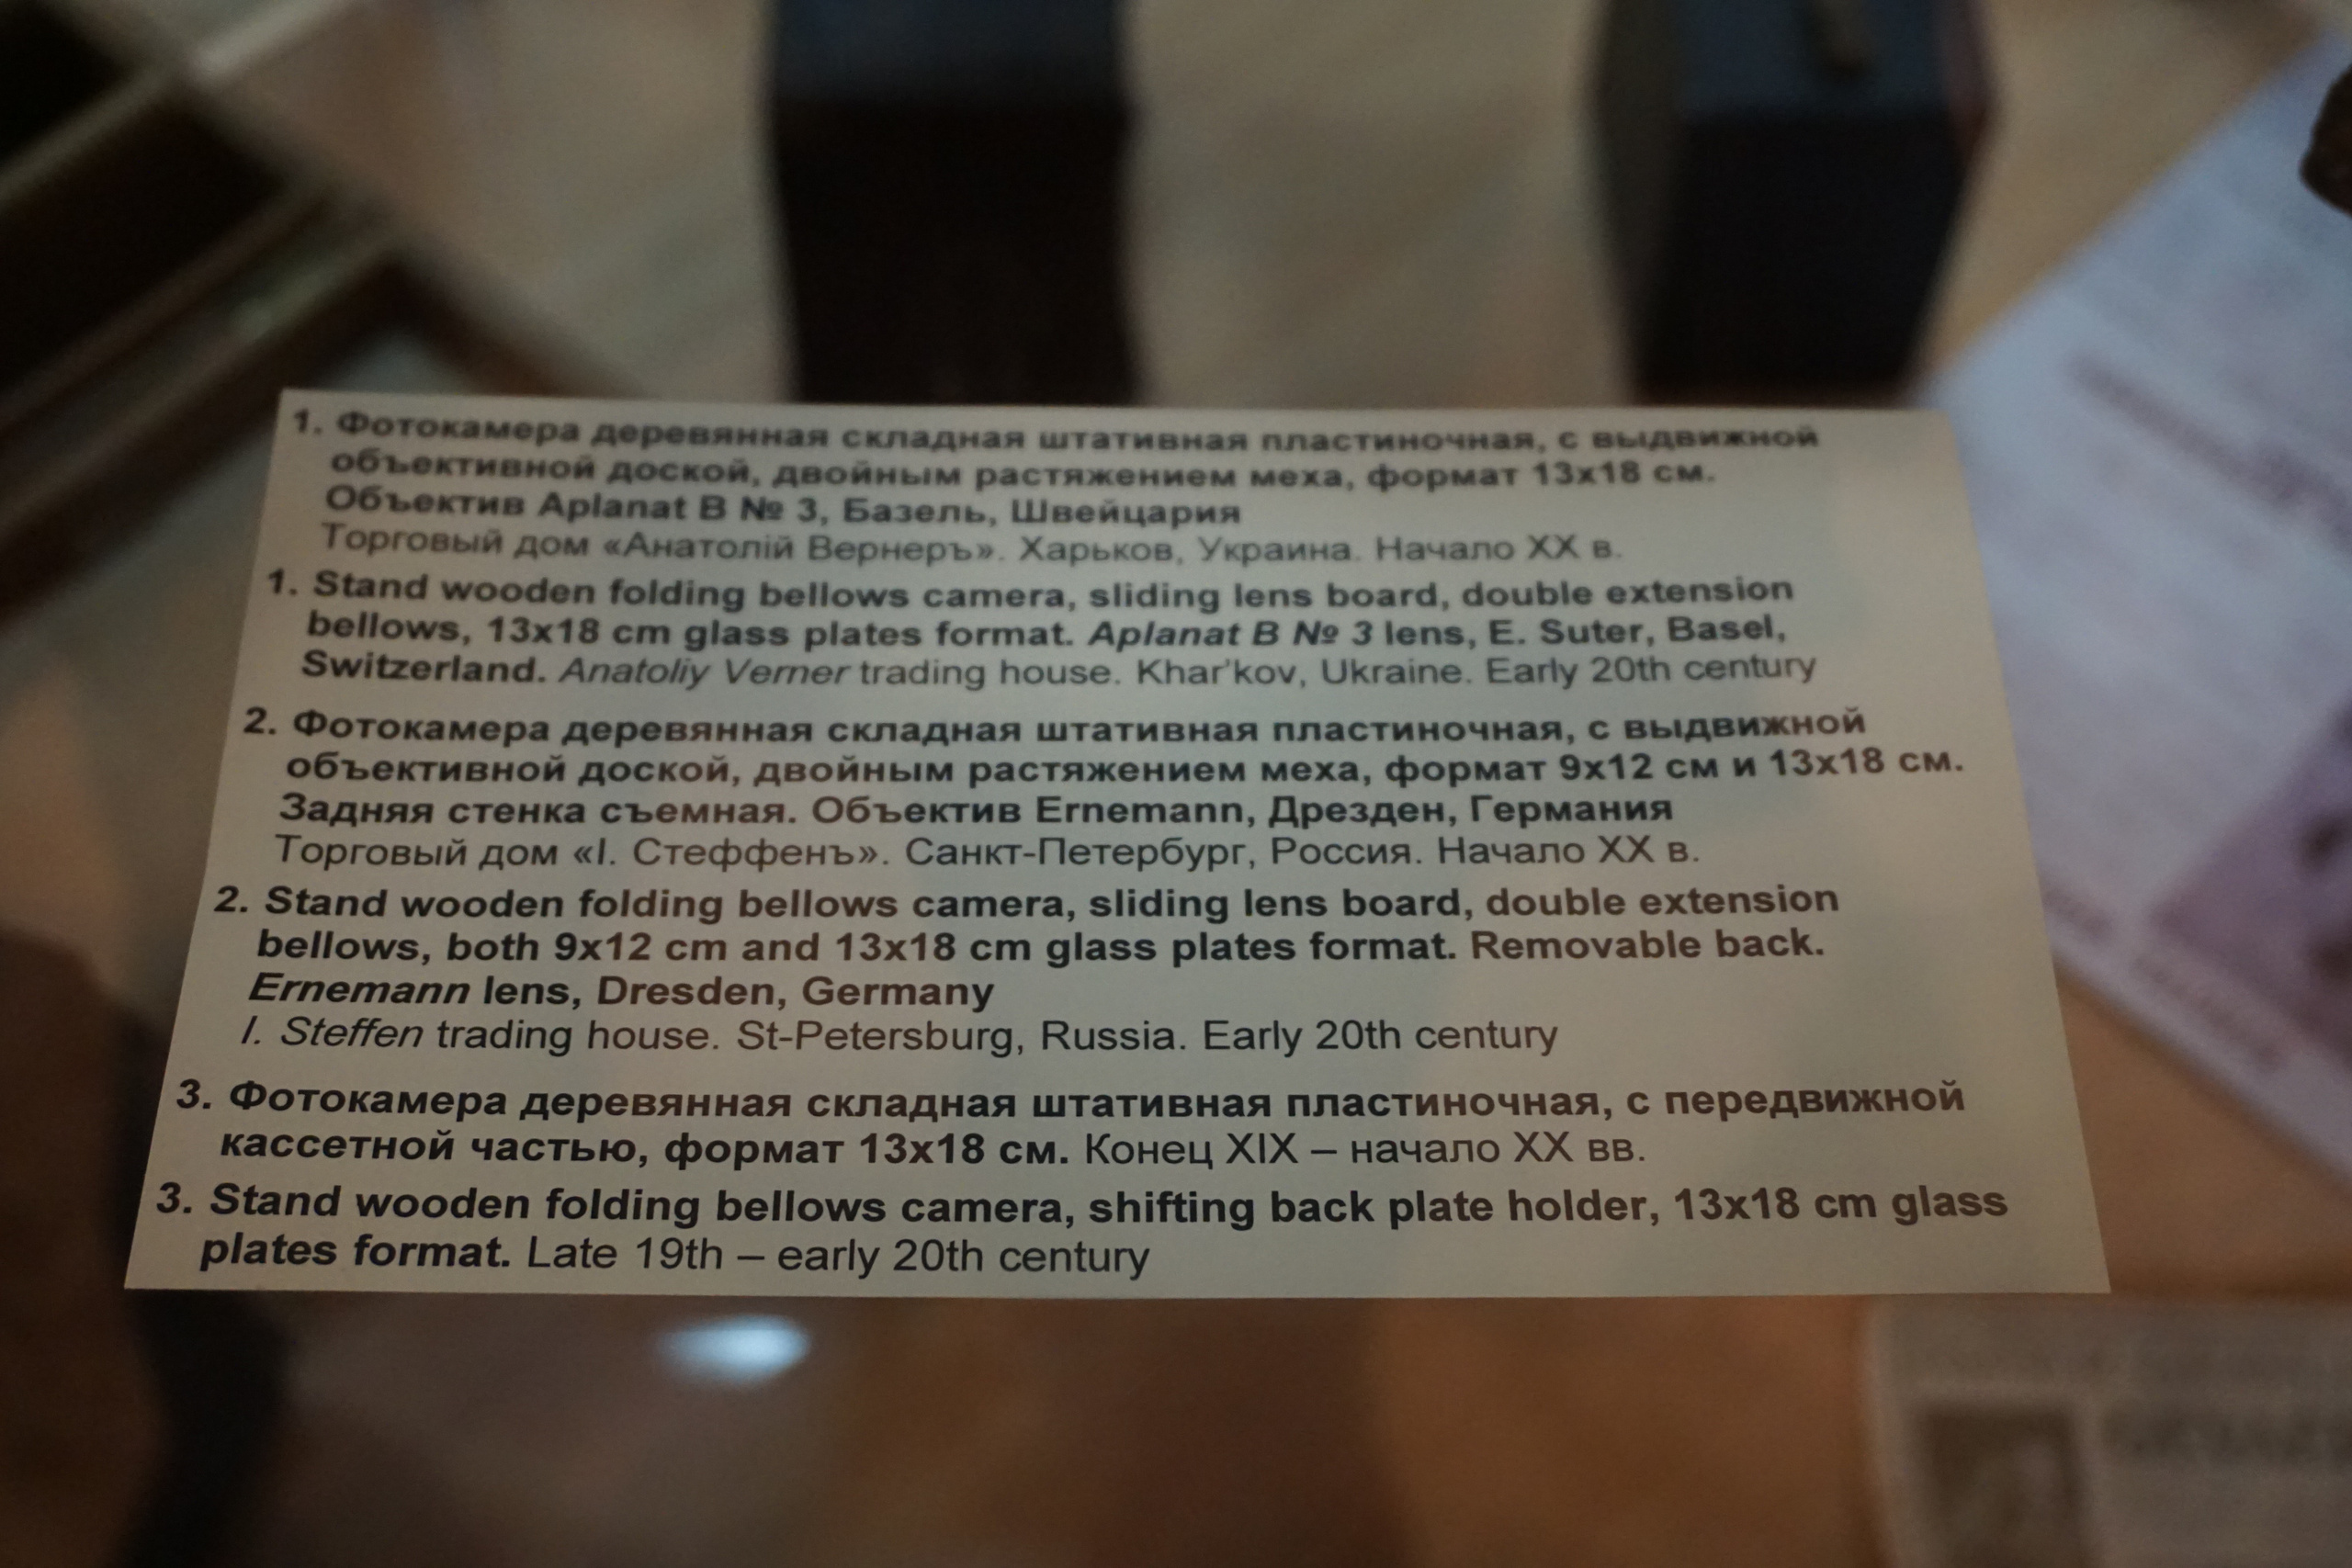 1. Фотокамера деревянная складная штативная пластиночная, с выдвижной
объективной доской, двойным растяжением меха, формат 13х18 см.
Объектив Aplanat B № 3, Базель, Швейцария
Торговый дом «Анатолій Вернеръ». Харьков, Украина. Начало XX в.
1. Stand wooden folding bellows camera, sliding lens board, double extension
bellows, 13x18 cm glass plates format. Aplanat B № 3 lens, E. Suter, Basel,
Switzerland. Anatoliy Verner trading house. Khar'kov, Ukraine. Early 20th century
2. Фотокамера деревянная складная штативная пластиночная, с выдвижной
объективной доской, двойным растяжением меха, формат 9х12 см и 13х18 см.
Задняя стенка съемная. Объектив Ernemann, Дрезден, Германия
Торговый дом «І. Стеффенъ». Санкт-Петербург, Россия. Начало XX в.
2. Stand wooden folding bellows camera, sliding lens board, double extension
bellows, both 9x12 cm and 13x18 cm glass plates format. Removable back.
Ernemann lens, Dresden, Germany
I. Steffen trading house. St-Petersburg, Russia. Early 20th century
3. Фотокамера деревянная складная штативная пластиночная, с передвижной
кассетной частью, формат 13х18 см. Конец XIX – начало XX вв.
3. Stand wooden folding bellows camera, shifting back plate holder, 13x18 cm glass
plates format. Late 19th – early 20th century